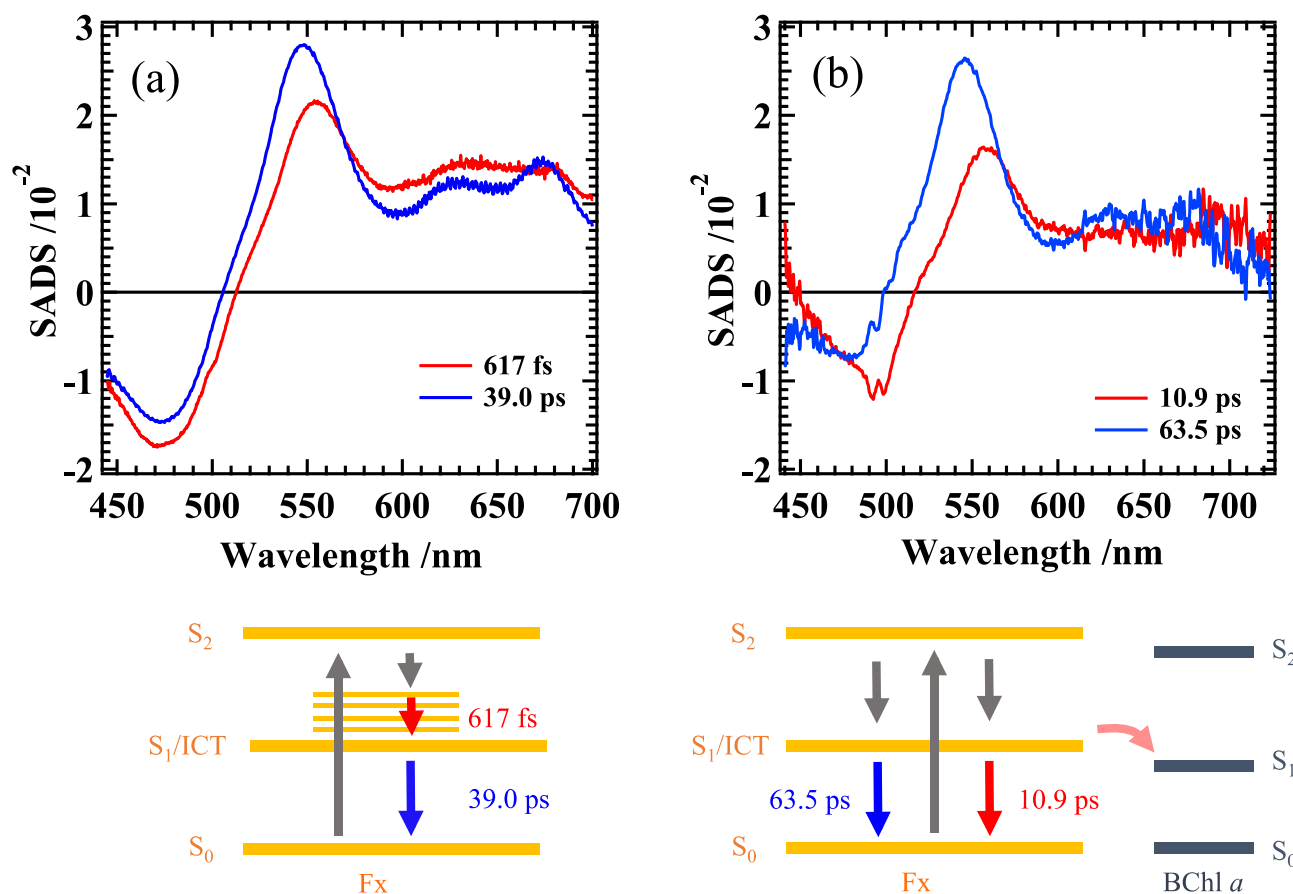 (a)
3
2
1
0
-1
-2
SADS /10⁻²
617 fs
39.0 ps
450 500 550 600 650 700
Wavelength /nm
(b)
3
2
1
0
-1
-2
SADS /10⁻²
10.9 ps
63.5 ps
450 500 550 600 650 700
Wavelength /nm
S₂
617 fs
S₁/ICT
39.0 ps
S₀
Fx
S₂
S₂
S₁/ICT
S₁
63.5 ps
10.9 ps
S₀
S₀
Fx
BChl a